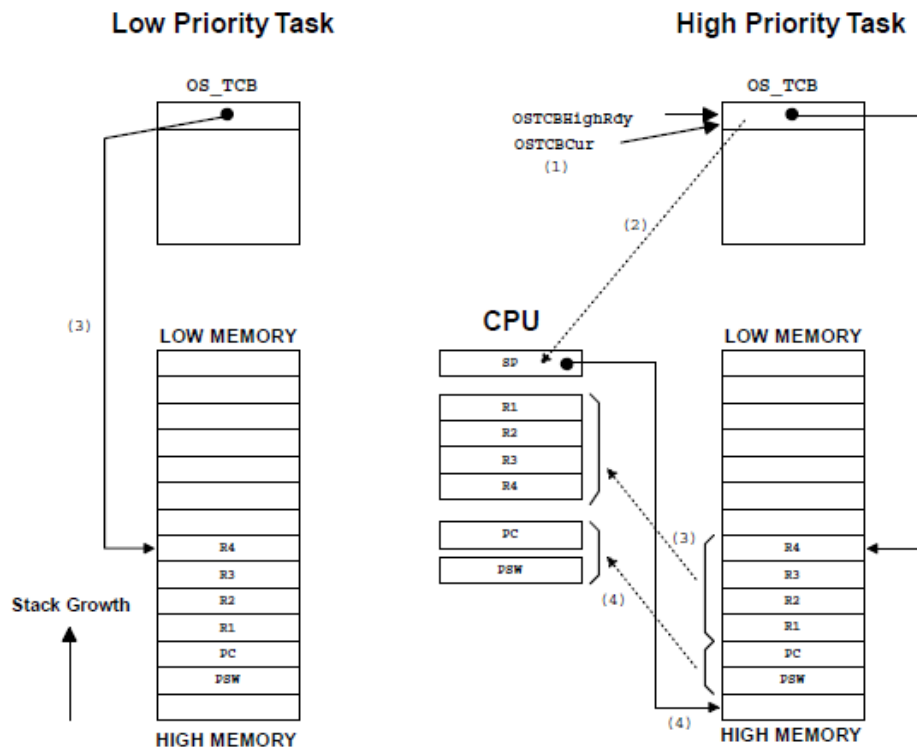 Low Priority Task
High Priority Task
OS_TCB
OS_TCB
OSTCBHighRdy
OSTCBCur
(1)
(2)
(3)
CPU
LOW MEMORY
LOW MEMORY
SP
R1
R2
R3
R4
PC
PSW
(3)
(4)
R4
R3
R2
R1
PC
PSW
Stack Growth
R4
R3
R2
R1
PC
PSW
(4)
HIGH MEMORY
HIGH MEMORY